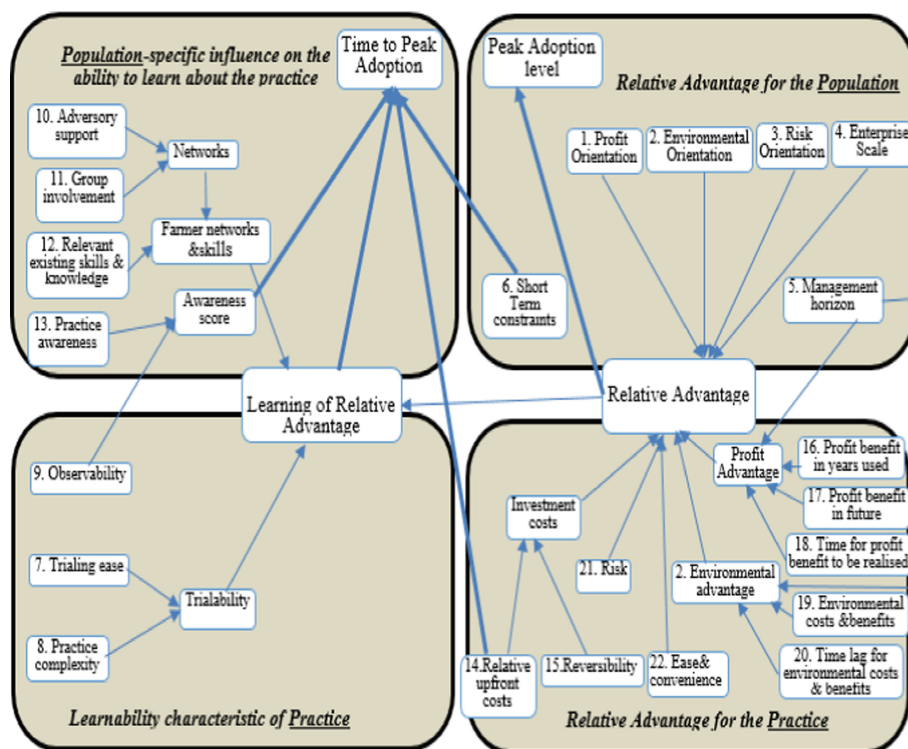 Population-specific influence on the
ability to learn about the practice
Time to Peak
Adoption
10. Adversory
support
Networks
11. Group
involvement
12. Relevant
existing skills &
knowledge
Farmer networks
&skills
Awareness
score
13. Practice
awareness
Peak Adoption
level
Relative Advantage for the Population
1. Profit
Orientation
2. Environmental
Orientation
3. Risk
Orientation
4. Enterprise
Scale
5. Management
horizon
6. Short
Term
constraints
Learning of Relative
Advantage
Relative Advantage
9. Observability
7. Trialing ease
Trialability
8. Practice
complexity
Learnability characteristic of Practice
Profit
Advantage
16. Profit benefit
in years used
17. Profit benefit
in future
18. Time for profit
benefit to be realised
Investment
costs
21. Risk
2. Environmental
advantage
19. Environmental
costs &benefits
20. Time lag for
environmental costs
& benefits
14.Relative
upfront
costs
15.Reversibility
22. Ease&
convenience
Relative Advantage for the Practice